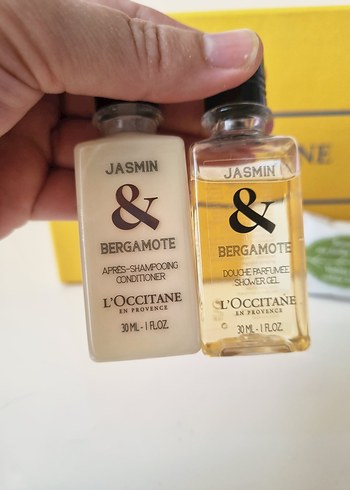 JASMIN
&
BERGAMOTE
APRÈS-SHAMPOOING
CONDITIONER
L'OCCITANE
EN PROVENCE
30 ML - 1 FL.OZ.
JASMIN
&
BERGAMOTE
DOUCHE PARFUMÉE
SHOWER GEL
L'OCCITANE
EN PROVENCE
30 ML - 1 FL.OZ.